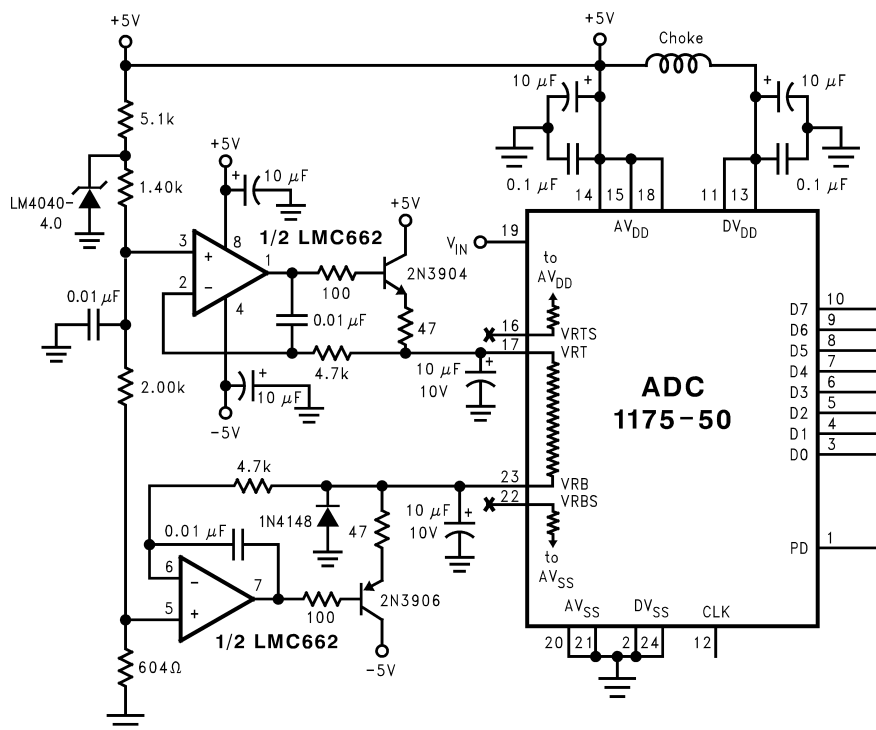 +5V
+5V
Choke
10 μF
10 μF
5.1k
+5V
10 μF
0.1 μF
0.1 μF
LM4040-
4.0
1.40k
+5V
14
15
18
11
13
1/2 LMC662
3
+
8
1
2
−
4
100
2N3904
VIN
19
AVDD
DVDD
to
AVDD
0.01 μF
0.01 μF
47
16
VRTS
17
VRT
4.7k
10 μF
10V
2.00k
10 μF
-5V
ADC
1175-50
D7
10
D6
9
D5
8
D4
7
D3
6
D2
5
D1
4
D0
3
4.7k
23
VRB
22
VRBS
1N4148
47
10 μF
10V
0.01 μF
to
AVSS
PD
1
6
−
7
5
+
100
2N3906
1/2 LMC662
-5V
604Ω
AVSS
DVSS
CLK
20
21
2
24
12